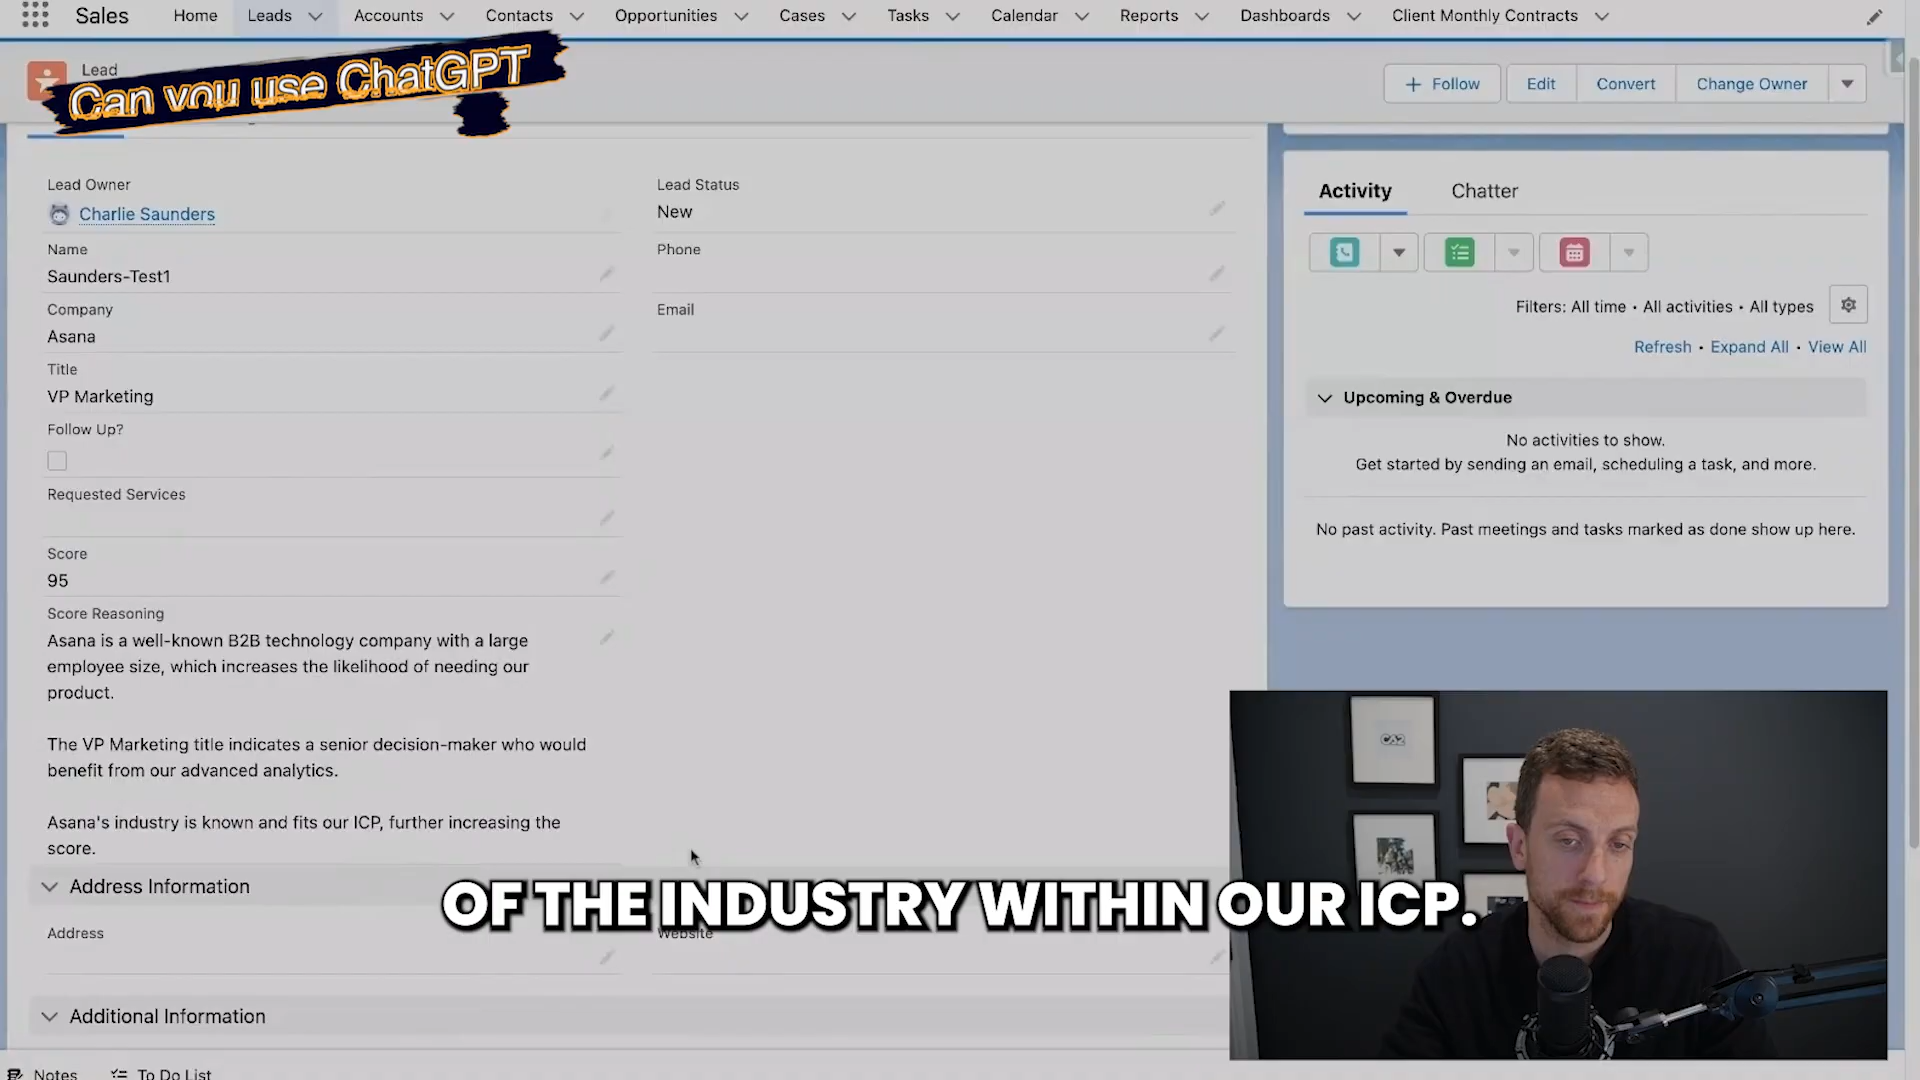 Sales
Home
Leads
Accounts
Contacts
Opportunities
Cases
Tasks
Calendar
Reports
Dashboards
Client Monthly Contracts
Lead
Can you use ChatGPT
+ Follow
Edit
Convert
Change Owner
Lead Owner
Charlie Saunders
Name
Saunders-Test1
Company
Asana
Title
VP Marketing
Follow Up?
Requested Services
Score
95
Score Reasoning
Asana is a well-known B2B technology company with a large
employee size, which increases the likelihood of needing our
product.
The VP Marketing title indicates a senior decision-maker who would
benefit from our advanced analytics.
Asana's industry is known and fits our ICP, further increasing the
score.
Lead Status
New
Phone
Email
Activity
Chatter
Filters: All time • All activities • All types
Refresh • Expand All • View All
Upcoming & Overdue
No activities to show.
Get started by sending an email, scheduling a task, and more.
No past activity. Past meetings and tasks marked as done show up here.
Address Information
OF THE INDUSTRY WITHIN OUR ICP.
Address
Website
Additional Information
Notes
To Do List